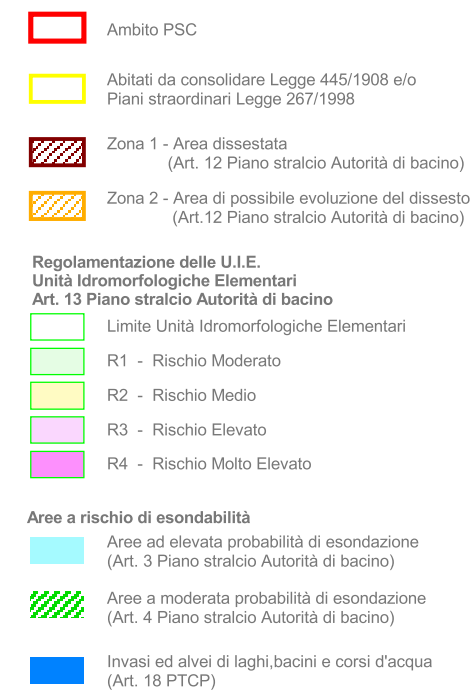 Ambito PSC
Abitati da consolidare Legge 445/1908 e/o
Piani straordinari Legge 267/1998
Zona 1 - Area dissestata
(Art. 12 Piano stralcio Autorità di bacino)
Zona 2 - Area di possibile evoluzione del dissesto
(Art.12 Piano stralcio Autorità di bacino)
Regolamentazione delle U.I.E.
Unità Idromorfologiche Elementari
Art. 13 Piano stralcio Autorità di bacino
Limite Unità Idromorfologiche Elementari
R1 - Rischio Moderato
R2 - Rischio Medio
R3 - Rischio Elevato
R4 - Rischio Molto Elevato
Aree a rischio di esondabilità
Aree ad elevata probabilità di esondazione
(Art. 3 Piano stralcio Autorità di bacino)
Aree a moderata probabilità di esondazione
(Art. 4 Piano stralcio Autorità di bacino)
Invasi ed alvei di laghi,bacini e corsi d'acqua
(Art. 18 PTCP)